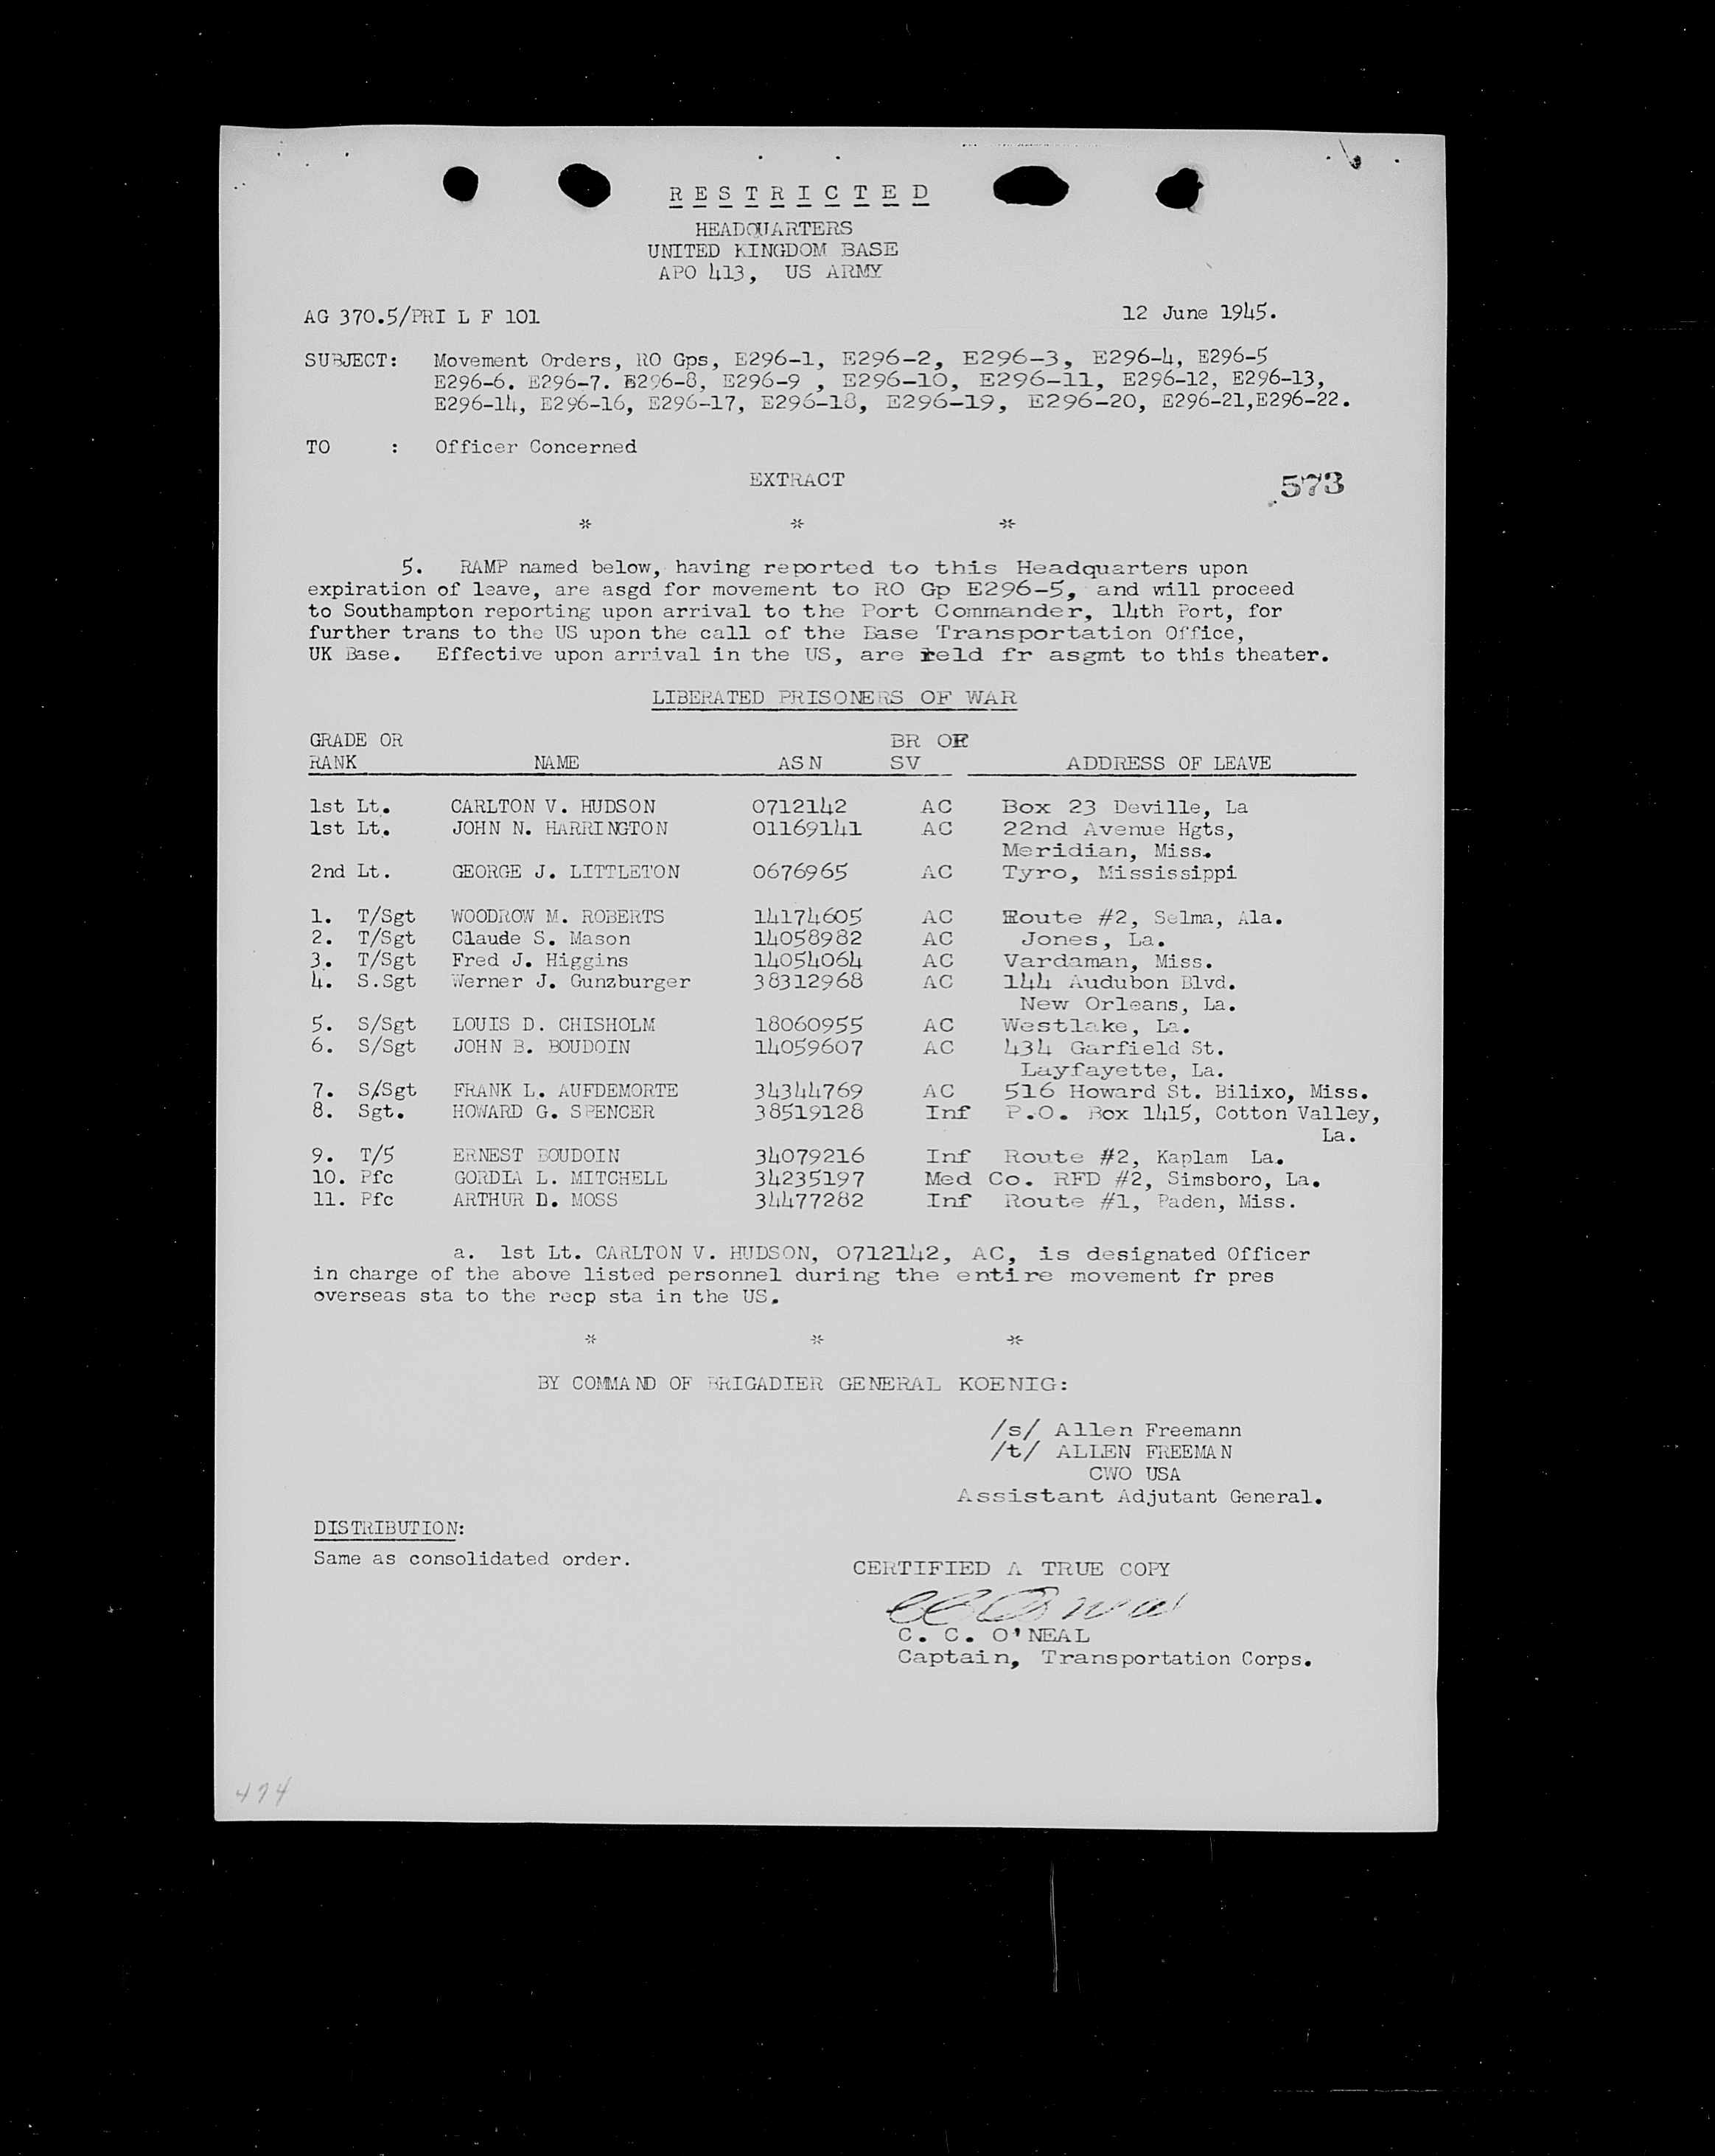 RESTRICTED
HEADQUARTERS
UNITED KINGDOM BASE
APO 413, US ARMY
AG 370.5/PRI L F 101 12 June 1945.
SUBJECT: Movement Orders, RO Gps, E296-1, E296-2, E296-3, E296-4, E296-5
E296-6. E296-7. E296-8, E296-9 , E296-10, E296-11, E296-12, E296-13,
E296-14, E296-16, E296-17, E296-18, E296-19, E296-20, E296-21,E296-22.
TO : Officer Concerned
EXTRACT
573
* * *
5. RAMP named below, having reported to this Headquarters upon
expiration of leave, are asgd for movement to RO Gp E296-5, and will proceed
to Southampton reporting upon arrival to the Port Commander, 14th Port, for
further trans to the US upon the call of the Base Transportation Office,
UK Base. Effective upon arrival in the US, are reld fr asgmt to this theater.
LIBERATED PRISONERS OF WAR
GRADE OR BR OR
RANK NAME ASN SV ADDRESS OF LEAVE
1st Lt. CARLTON V. HUDSON 0712142 AC Box 23 Deville, La
1st Lt. JOHN N. HARRINGTON 01169141 AC 22nd Avenue Hgts,
Meridian, Miss.
2nd Lt. GEORGE J. LITTLETON 0676965 AC Tyro, Mississippi
1. T/Sgt WOODROW M. ROBERTS 14174605 AC Route #2, Selma, Ala.
2. T/Sgt Claude S. Mason 14058982 AC Jones, La.
3. T/Sgt Fred J. Higgins 14054064 AC Vardaman, Miss.
4. S.Sgt Werner J. Gunzburger 38312968 AC 144 Audubon Blvd.
New Orleans, La.
5. S/Sgt LOUIS D. CHISHOLM 18060955 AC Westlake, La.
6. S/Sgt JOHN B. BOUDOIN 14059607 AC 434 Garfield St.
Layfayette, La.
7. S/Sgt FRANK L. AUFDEMORTE 34344769 AC 516 Howard St. Bilixo, Miss.
8. Sgt. HOWARD G. SPENCER 38519128 Inf P.O. Box 1415, Cotton Valley,
La.
9. T/5 ERNEST BOUDOIN 34079216 Inf Route #2, Kaplam La.
10. Pfc GORDIA L. MITCHELL 34235197 Med Co. RFD #2, Simsboro, La.
11. Pfc ARTHUR D. MOSS 34477282 Inf Route #1, Paden, Miss.
a. 1st Lt. CARLTON V. HUDSON, 0712142, AC, is designated Officer
in charge of the above listed personnel during the entire movement fr pres
overseas sta to the recp sta in the US.
* * *
BY COMMAND OF BRIGADIER GENERAL KOENIG:
/s/ Allen Freemann
/t/ ALLEN FREEMAN
CWO USA
Assistant Adjutant General.
DISTRIBUTION:
Same as consolidated order.
CERTIFIED A TRUE COPY
C. C. O'NEAL
Captain, Transportation Corps.
474